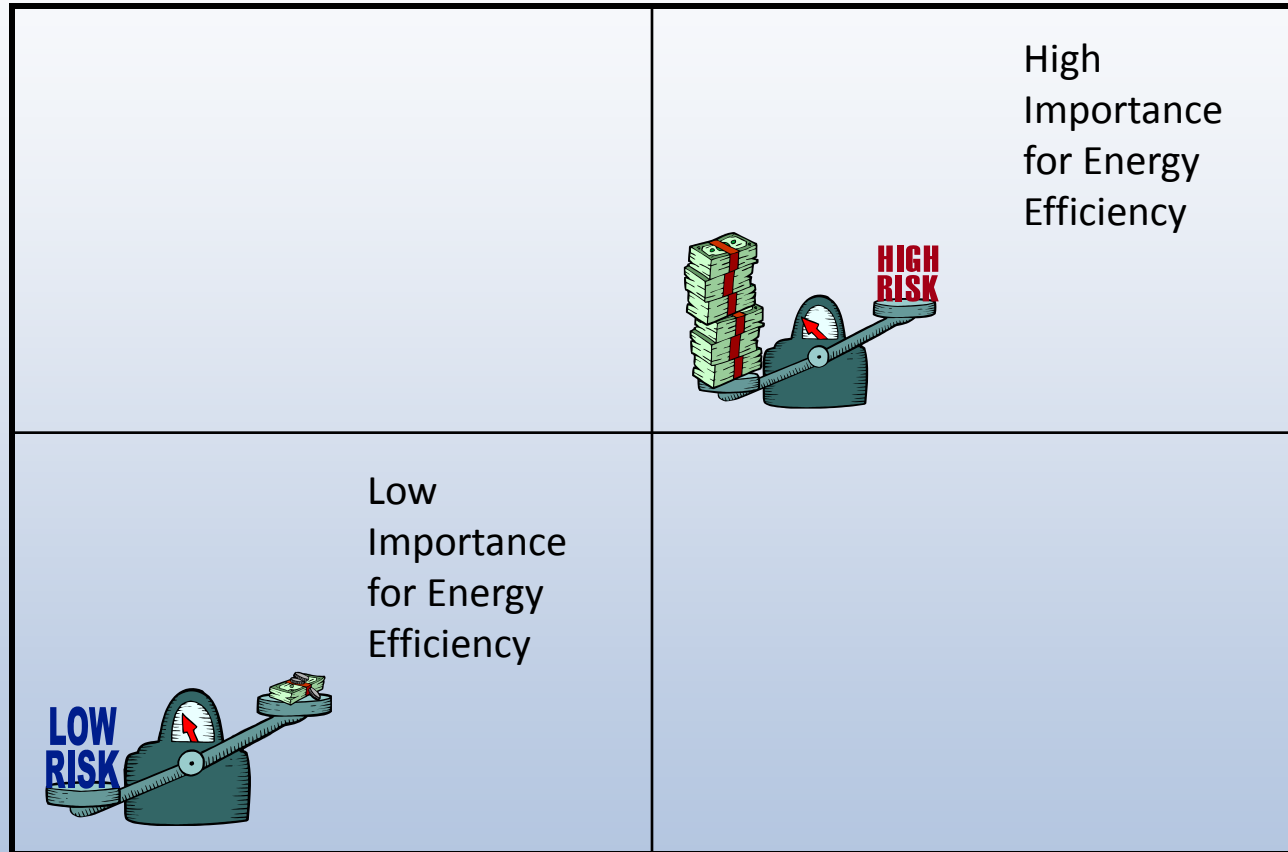 High
Importance
for Energy
Efficiency
HIGH
RISK
Low
Importance
for Energy
Efficiency
LOW
RISK